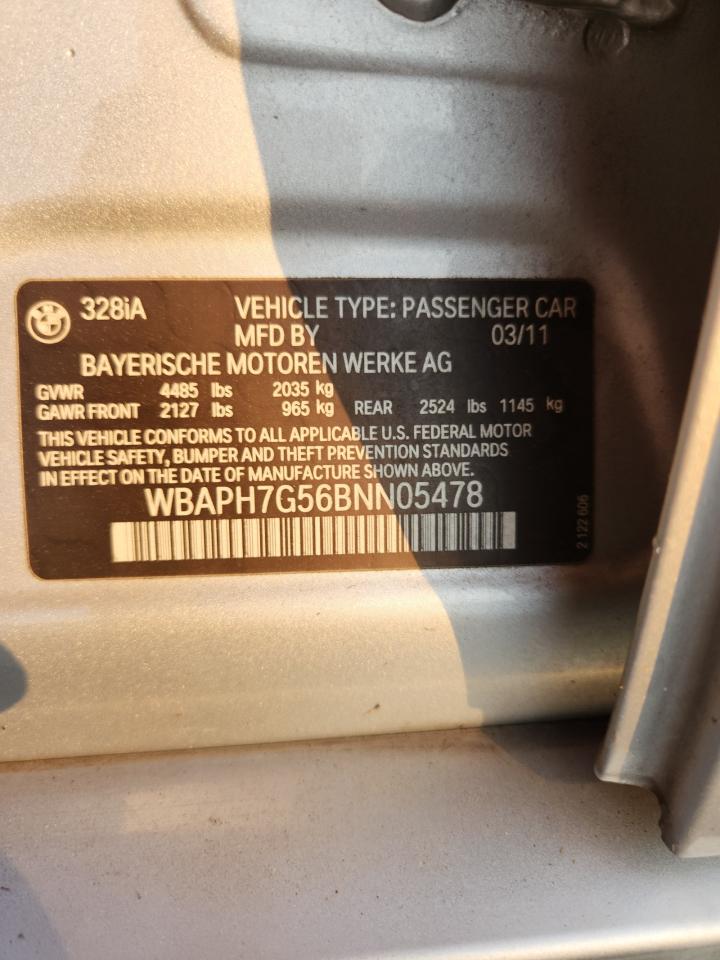 328iA VEHICLE TYPE: PASSENGER CAR
MFD BY 03/11
BAYERISCHE MOTOREN WERKE AG
GVWR 4485 lbs 2035 kg
GAWR FRONT 2127 lbs 965 kg REAR 2524 lbs 1145 kg
THIS VEHICLE CONFORMS TO ALL APPLICABLE U.S. FEDERAL MOTOR
VEHICLE SAFETY, BUMPER AND THEFT PREVENTION STANDARDS
IN EFFECT ON THE DATE OF MANUFACTURE SHOWN ABOVE.
WBAPH7G56BNN05478
2 122 606